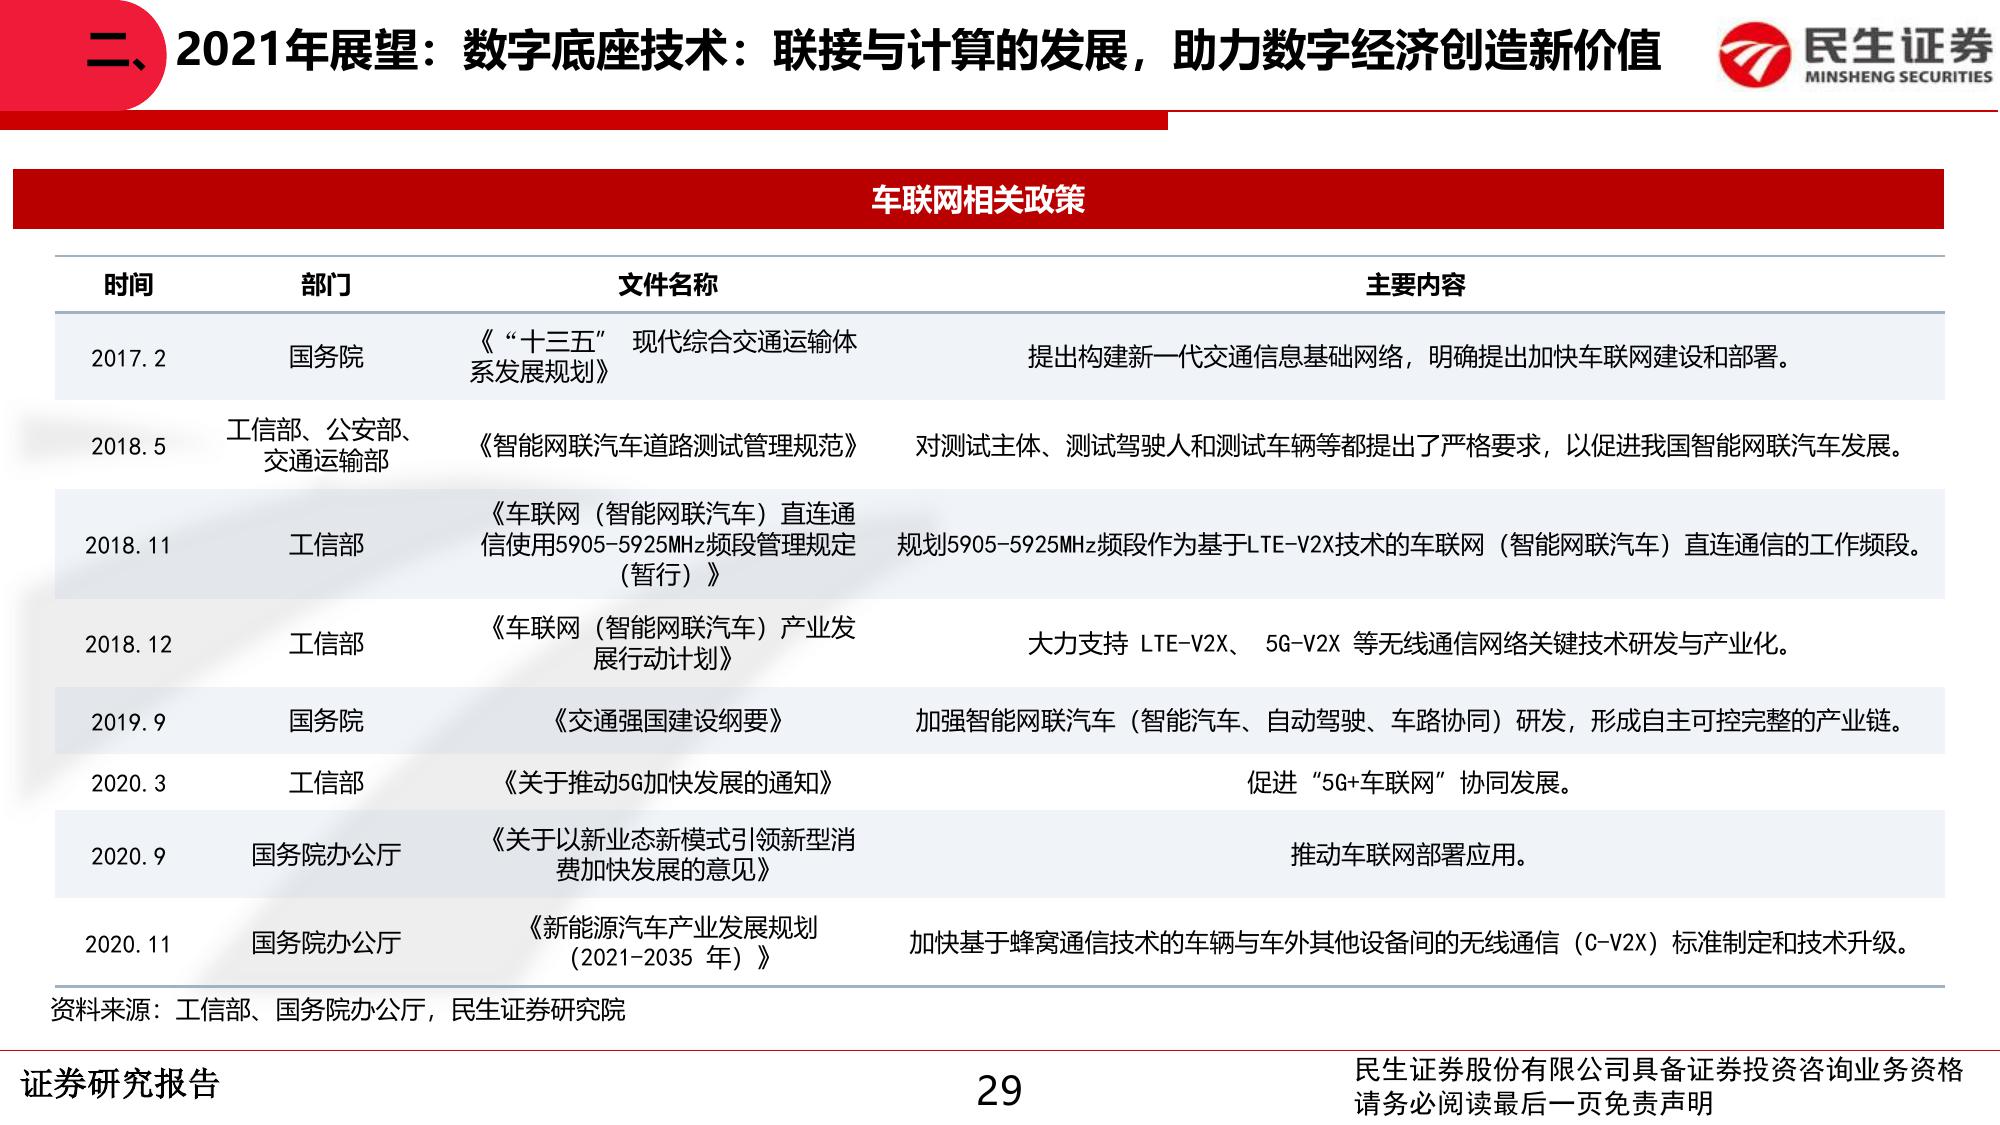 二、2021年展望：数字底座技术：联接与计算的发展，助力数字经济创造新价值
民生证券
MINSHENG SECURITIES
车联网相关政策
时间 部门 文件名称 主要内容
2017.2 国务院 《“十三五” 现代综合交通运输体
系发展规划》 提出构建新一代交通信息基础网络，明确提出加快车联网建设和部署。
2018.5 工信部、公安部、
交通运输部 《智能网联汽车道路测试管理规范》 对测试主体、测试驾驶人和测试车辆等都提出了严格要求，以促进我国智能网联汽车发展。
2018.11 工信部 《车联网（智能网联汽车）直连通
信使用5905-5925MHz频段管理规定
（暂行）》 规划5905-5925MHz频段作为基于LTE-V2X技术的车联网（智能网联汽车）直连通信的工作频段。
2018.12 工信部 《车联网（智能网联汽车）产业发
展行动计划》 大力支持 LTE-V2X、 5G-V2X 等无线通信网络关键技术研发与产业化。
2019.9 国务院 《交通强国建设纲要》 加强智能网联汽车（智能汽车、自动驾驶、车路协同）研发，形成自主可控完整的产业链。
2020.3 工信部 《关于推动5G加快发展的通知》 促进“5G+车联网”协同发展。
2020.9 国务院办公厅 《关于以新业态新模式引领新型消
费加快发展的意见》 推动车联网部署应用。
2020.11 国务院办公厅 《新能源汽车产业发展规划
（2021-2035 年）》 加快基于蜂窝通信技术的车辆与车外其他设备间的无线通信（C-V2X）标准制定和技术升级。
资料来源：工信部、国务院办公厅，民生证券研究院
证券研究报告
29
民生证券股份有限公司具备证券投资咨询业务资格
请务必阅读最后一页免责声明